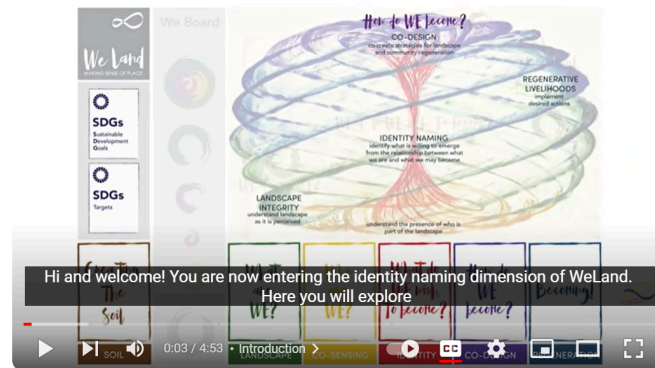 We Land
MAKING SENSE OF PLACE
We Board
How do WE become?
CO-DESIGN
co-create strategies for landscape
and community regeneration
REGENERATIVE
LIVELIHOODS
implement
desired actions
SDGs
Sustainable
Development
Goals
IDENTITY NAMING
identify what is willing to emerge
from the relationship between what
we are and what we may become
SDGs
Targets
LANDSCAPE
INTEGRITY
understand landscape
as it is perceived
understand the presence of who is
part of the landscape
Creating
The
Soil
WE?
WE?
to become?
become?
Becoming!
Hi and welcome! You are now entering the identity naming dimension of WeLand.
Here you will explore
0:03 / 4:53 • Introduction
CC
SOIL
LANDSCAPE
CO-SENSING
IDENTITY
CO-DESIGN